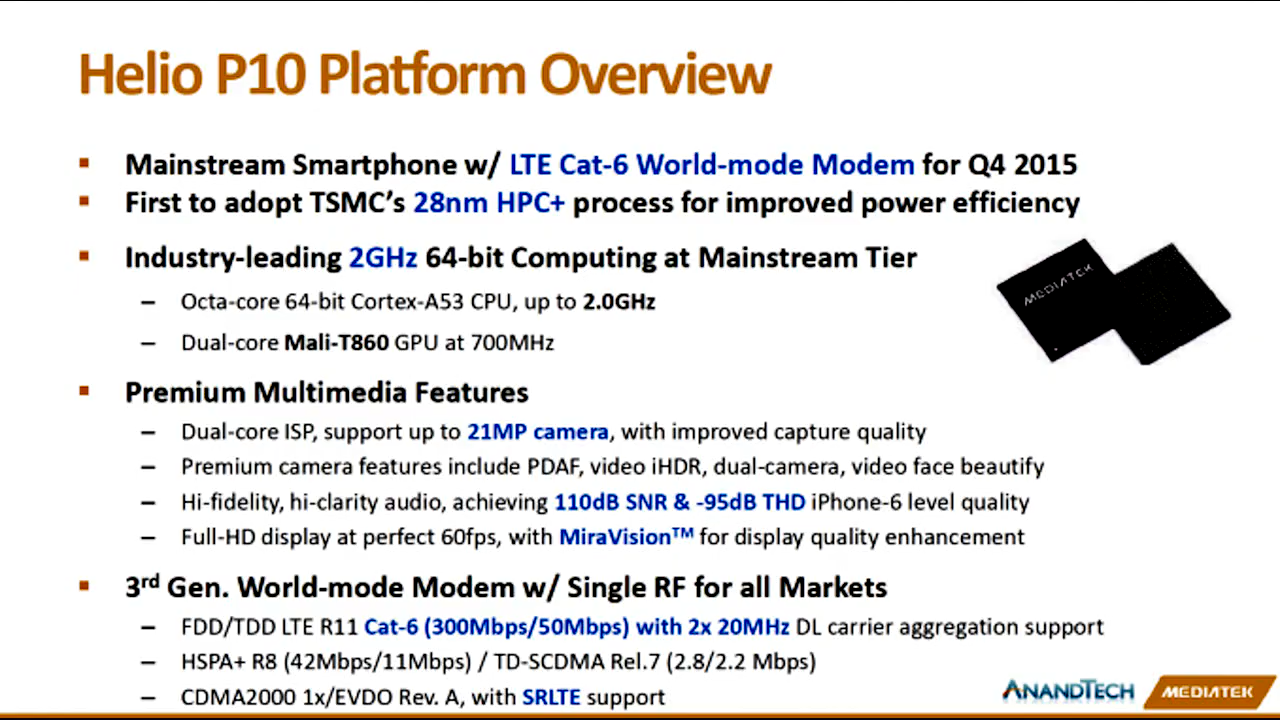 Helio P10 Platform Overview
Mainstream Smartphone w/ LTE Cat-6 World-mode Modem for Q4 2015
First to adopt TSMC's 28nm HPC+ process for improved power efficiency
Industry-leading 2GHz 64-bit Computing at Mainstream Tier
– Octa-core 64-bit Cortex-A53 CPU, up to 2.0GHz
– Dual-core Mali-T860 GPU at 700MHz
MEDIATEK
Premium Multimedia Features
– Dual-core ISP, support up to 21MP camera, with improved capture quality
– Premium camera features include PDAF, video iHDR, dual-camera, video face beautify
– Hi-fidelity, hi-clarity audio, achieving 110dB SNR & -95dB THD iPhone-6 level quality
– Full-HD display at perfect 60fps, with MiraVision™ for display quality enhancement
3rd Gen. World-mode Modem w/ Single RF for all Markets
– FDD/TDD LTE R11 Cat-6 (300Mbps/50Mbps) with 2x 20MHz DL carrier aggregation support
– HSPA+ R8 (42Mbps/11Mbps) / TD-SCDMA Rel.7 (2.8/2.2 Mbps)
– CDMA2000 1x/EVDO Rev. A, with SRLTE support
ANANDTECH MEDIATEK